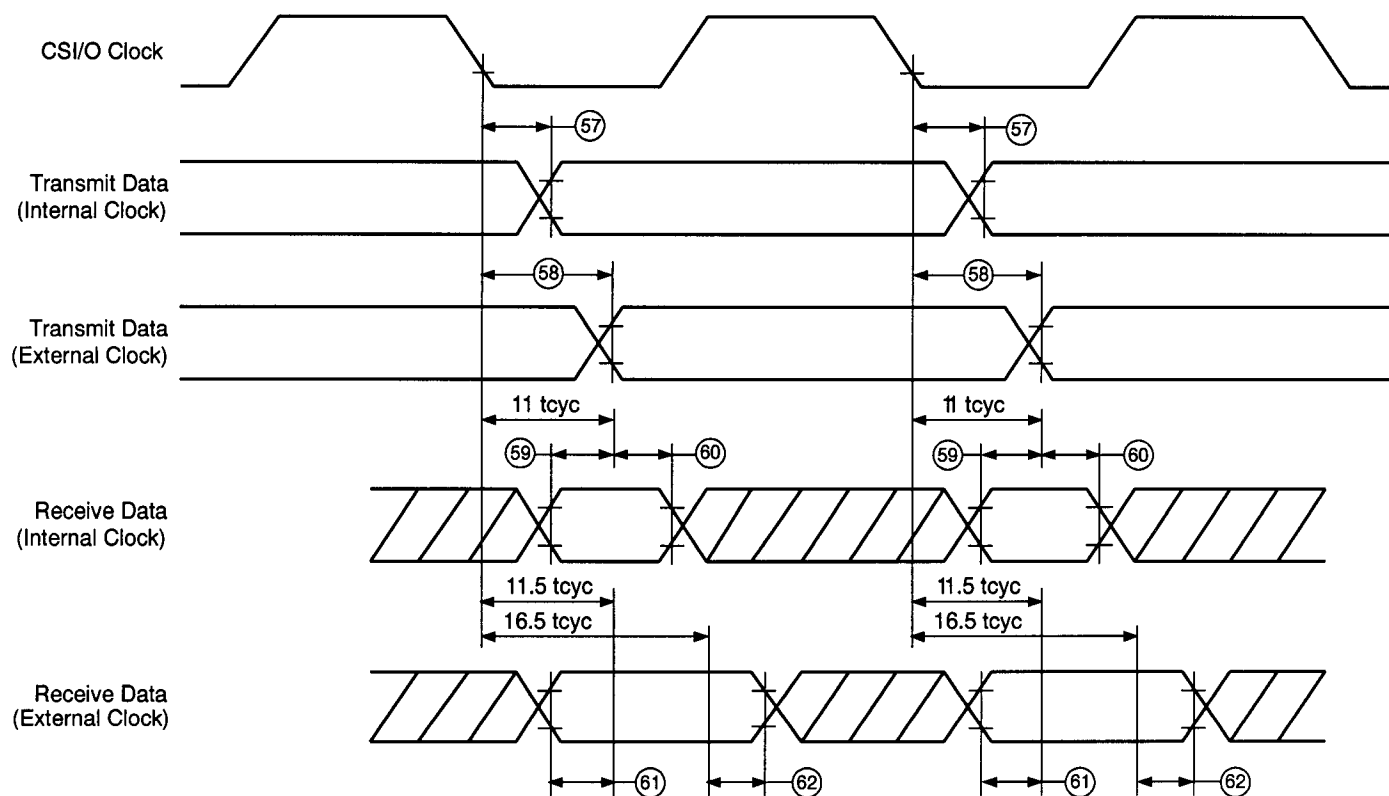 CSI/O Clock
57
57
Transmit Data
(Internal Clock)
58
58
Transmit Data
(External Clock)
11 tcyc
11 tcyc
59
60
59
60
Receive Data
(Internal Clock)
11.5 tcyc
11.5 tcyc
16.5 tcyc
16.5 tcyc
Receive Data
(External Clock)
61
62
61
62